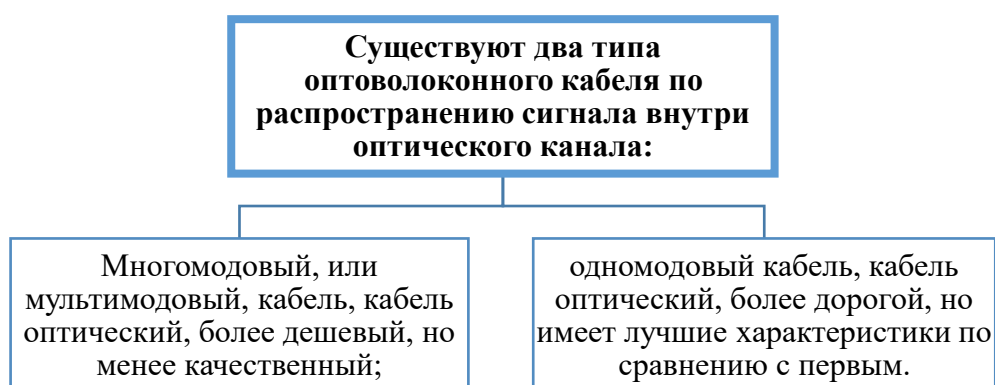 Существуют два типа
оптоволоконного кабеля по
распространению сигнала внутри
оптического канала:
Многомодовый, или
мультимодовый, кабель, кабель
оптический, более дешевый, но
менее качественный;
одномодовый кабель, кабель
оптический, более дорогой, но
имеет лучшие характеристики по
сравнению с первым.